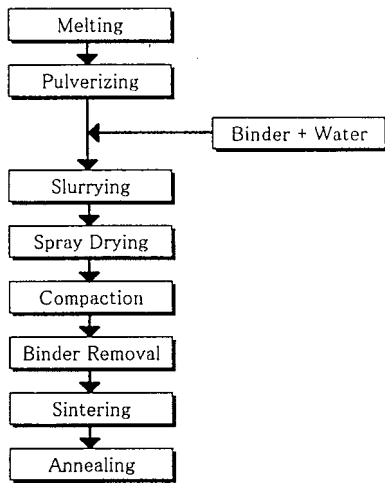 Melting
Pulverizing
Binder + Water
Slurrying
Spray Drying
Compaction
Binder Removal
Sintering
Annealing